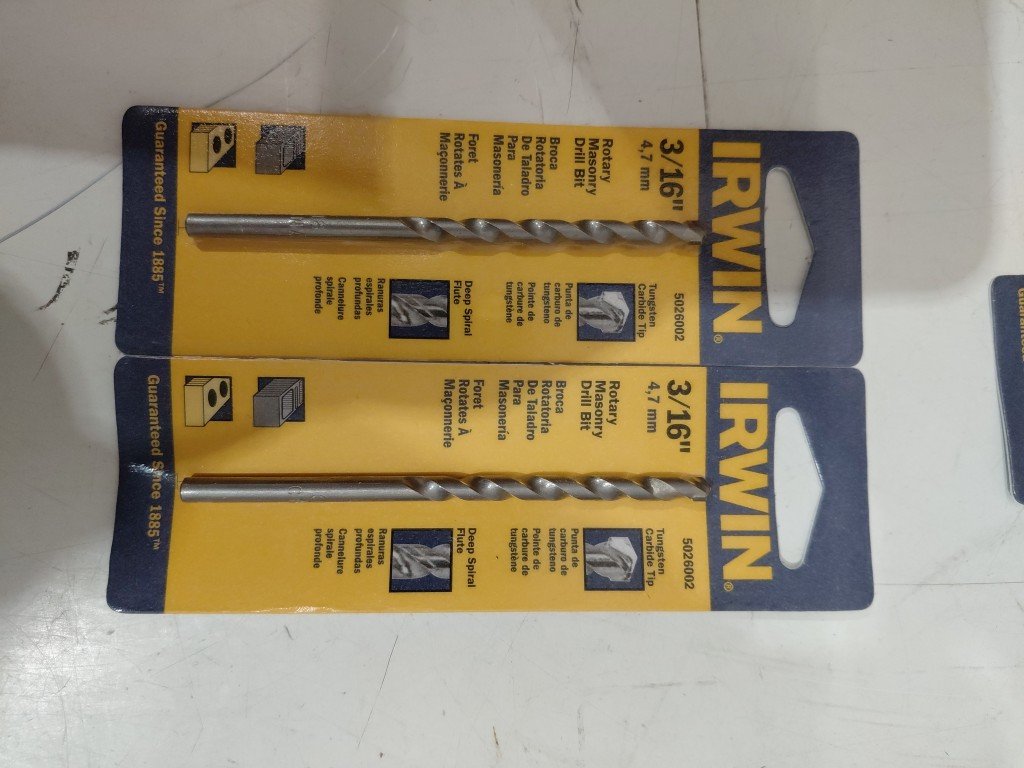 IRWIN®
3/16"
4,7 mm
5026002
Rotary
Masonry
Drill Bit
Broca
Rotatoria
De Taladro
Para
Masonería
Foret
Rotates À
Maçonnerie
Tungsten
Carbide Tip
Punta de
carburo de
tungsteno
Pointe de
carbure de
tungstène
Deep Spiral
Flute
Ranuras
espirales
profundas
Cannelure
spirale
profonde
Guaranteed Since 1885™
IRWIN®
3/16"
4,7 mm
5026002
Rotary
Masonry
Drill Bit
Broca
Rotatoria
De Taladro
Para
Masonería
Foret
Rotates À
Maçonnerie
Tungsten
Carbide Tip
Punta de
carburo de
tungsteno
Pointe de
carbure de
tungstène
Deep Spiral
Flute
Ranuras
espirales
profundas
Cannelure
spirale
profonde
Guaranteed Since 1885™